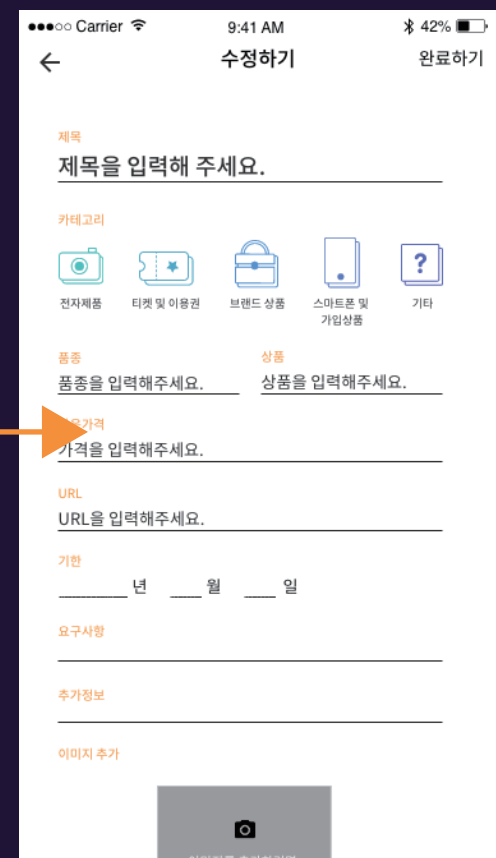 Carrier 9:41 AM 42%
수정하기 완료하기
제목
제목을 입력해 주세요.
카테고리
전자제품 티켓 및 이용권 브랜드 상품 스마트폰 및 가입상품 기타
품종 상품
품종을 입력해주세요. 상품을 입력해주세요.
가격
가격을 입력해주세요.
URL
URL을 입력해주세요.
기한
년 월 일
요구사항
추가정보
이미지 추가